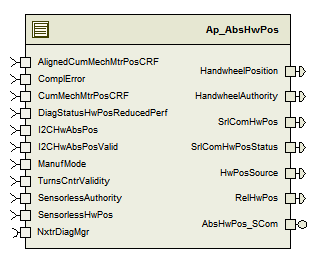 Ap_AbsHwPos
AlignedCumMechMtrPosCRF
ComplError
CumMechMtrPosCRF
DiagStatusHwPosReducedPerf
I2CHwAbsPos
I2CHwAbsPosValid
ManufMode
TurnsCntrValidity
SensorlessAuthority
SensorlessHwPos
NxtrDiagMgr
HandwheelPosition
HandwheelAuthority
SrlComHwPos
SrlComHwPosStatus
HwPosSource
RelHwPos
AbsHwPos_SCom